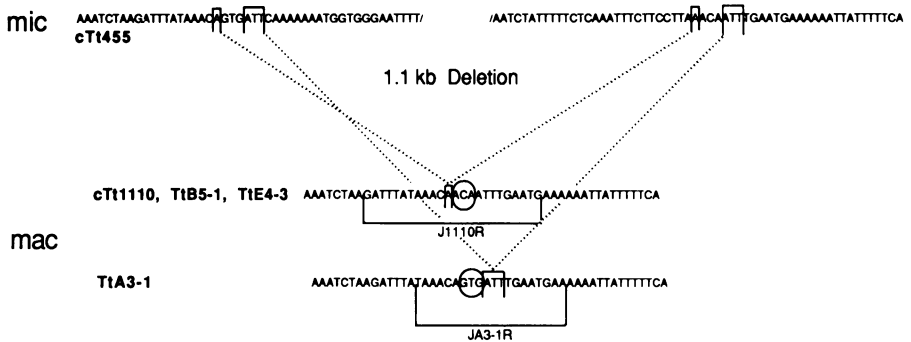 mic AAATCTAAGATTTATAAACAGTGATTCAAAAAAATGGTGGGAATTTT/ /AATCTATTTTTCTCAAATTTCTTCCTTAAACAATTTGAATGAAAAAATTATTTTTCA
cTt455
1.1 kb Deletion
cTt1110, TtB5-1, TtE4-3 AAATCTAAGATTTATAAACAACAATTTGAATGAAAAAATTATTTTTCA
J1110R
mac
TtA3-1 AAATCTAAGATTTATAAACAGTGATTTGAATGAAAAAATTATTTTTCA
JA3-1R